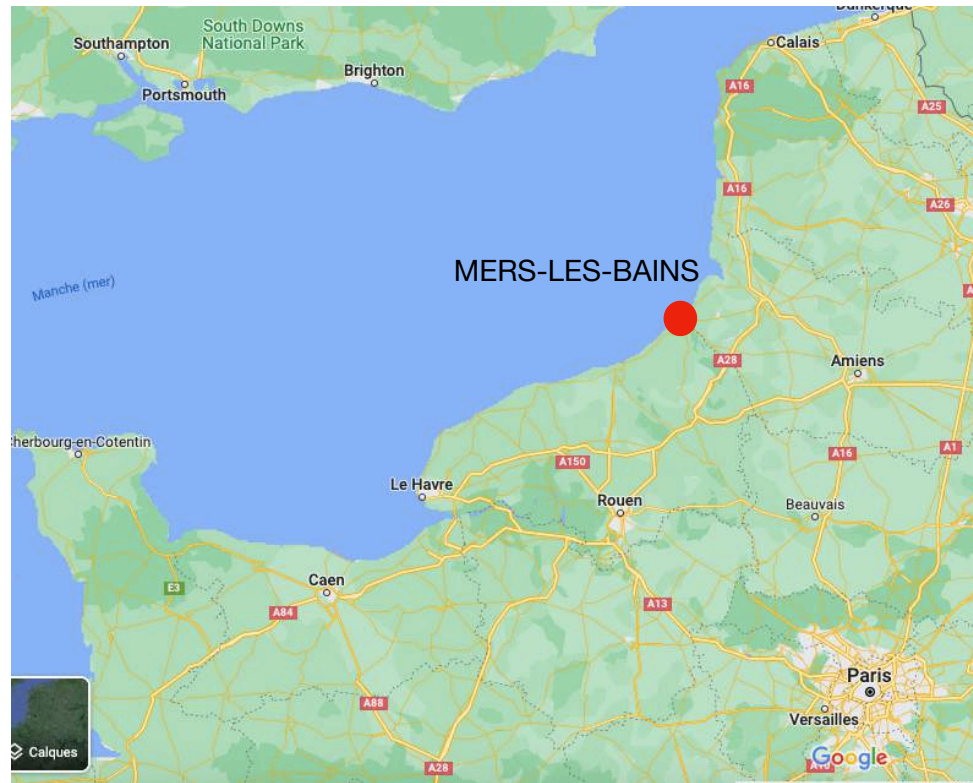 Dunkerque
South Downs
National Park
Southampton
Calais
Brighton
Portsmouth
A16
A25
A16
A26
MERS-LES-BAINS
Manche (mer)
A28
Amiens
Cherbourg-en-Cotentin
A150
A16
A1
Le Havre
Rouen
Beauvais
E3
Caen
A84
A13
Paris
A88
Versailles
Calques
Google
A28